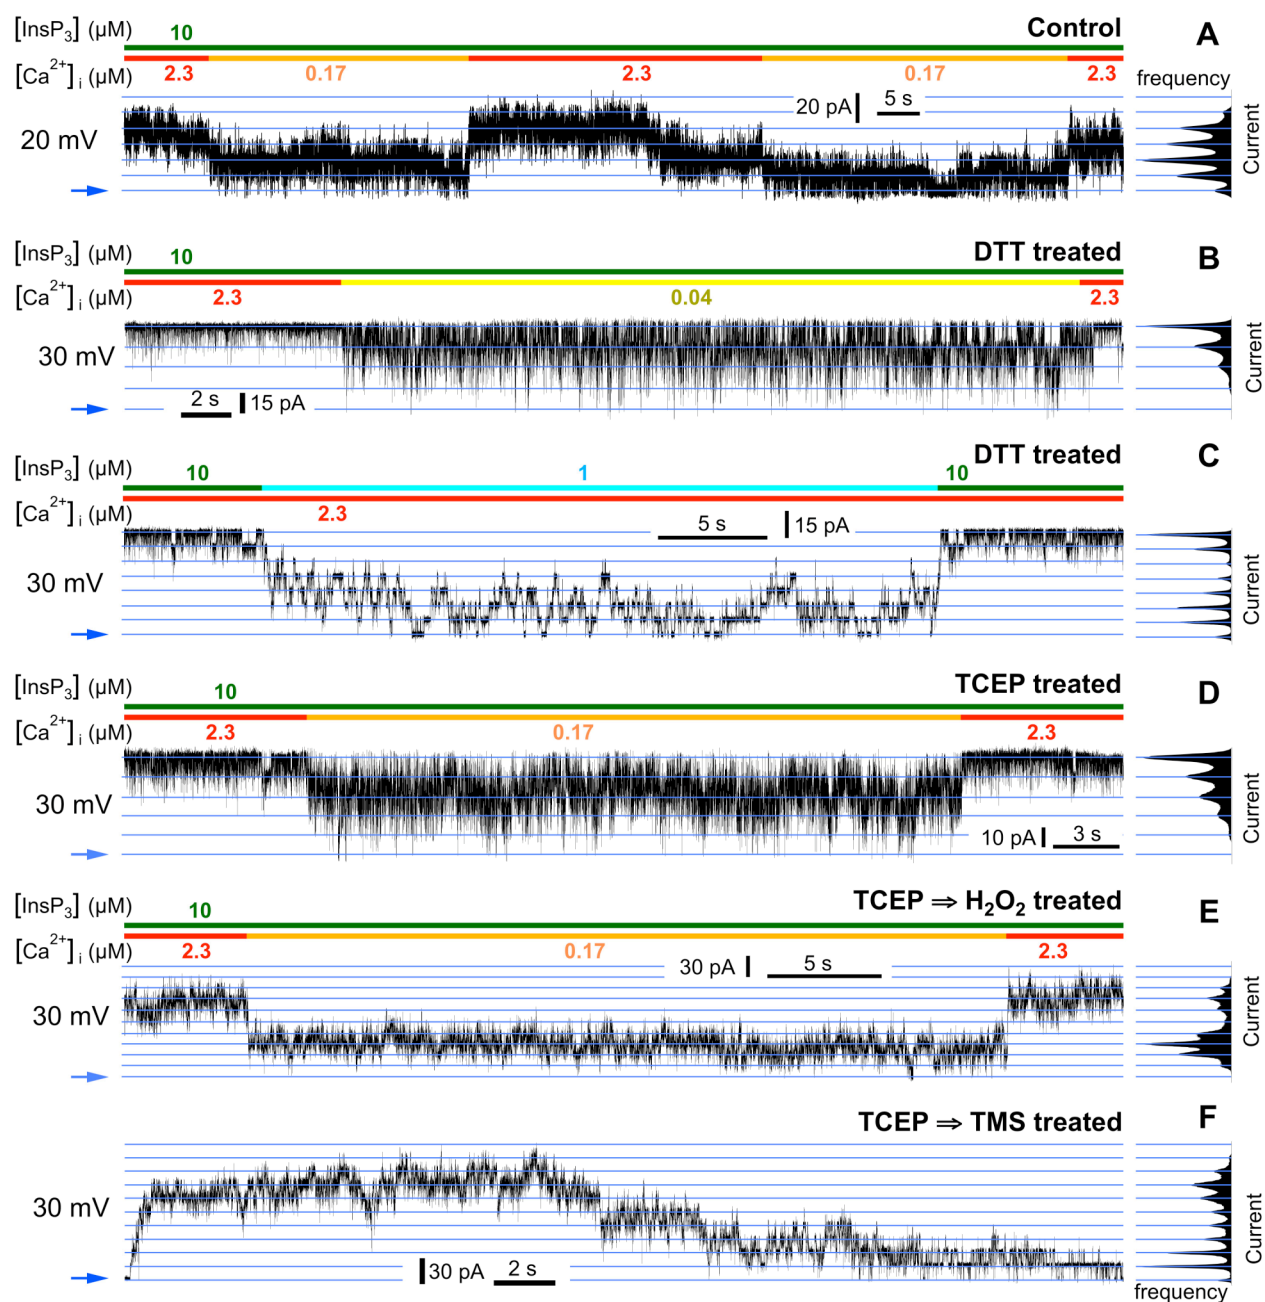 [InsP3] (μM) 10 Control A
[Ca2+]i (μM) 2.3 0.17 2.3 0.17 2.3 frequency
20 pA 5 s
20 mV
Current
[InsP3] (μM) 10 DTT treated B
[Ca2+]i (μM) 2.3 0.04 2.3
30 mV
2 s 15 pA
Current
[InsP3] (μM) 10 1 10 DTT treated C
[Ca2+]i (μM) 2.3
5 s 15 pA
30 mV
Current
[InsP3] (μM) 10 TCEP treated D
[Ca2+]i (μM) 2.3 0.17 2.3
30 mV
10 pA 3 s
Current
[InsP3] (μM) 10 TCEP ⇒ H2O2 treated E
[Ca2+]i (μM) 2.3 0.17 2.3
30 pA 5 s
30 mV
Current
TCEP ⇒ TMS treated F
30 mV
30 pA 2 s
Current
frequency